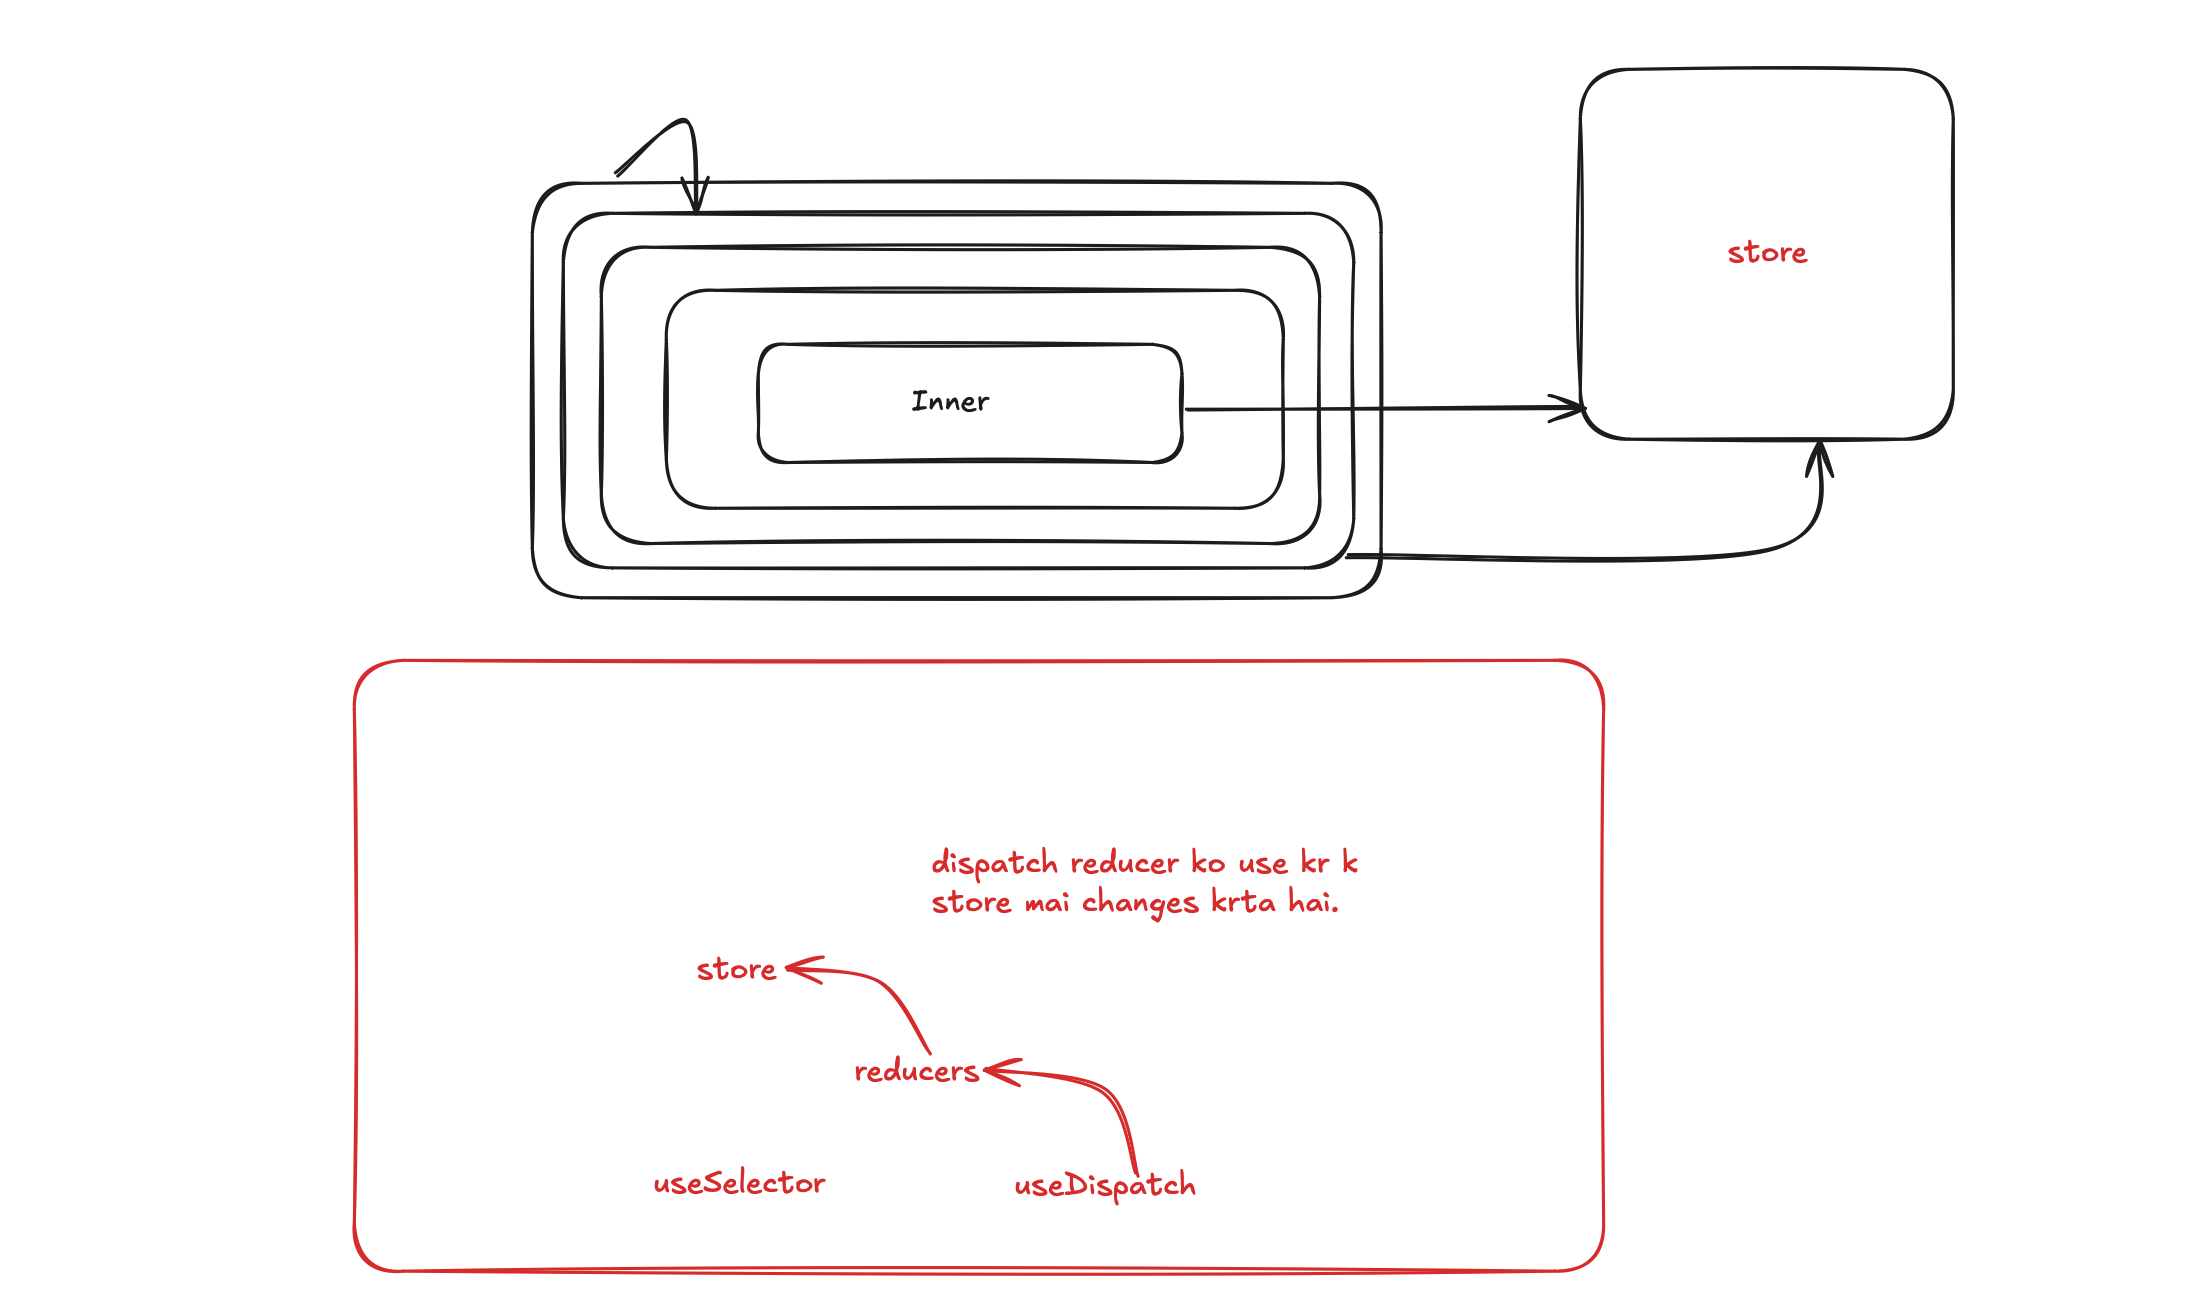 store
Inner
dispatch reducer ko use kr k
store mai changes krta hai.
store
reducers
useSelector
useDispatch